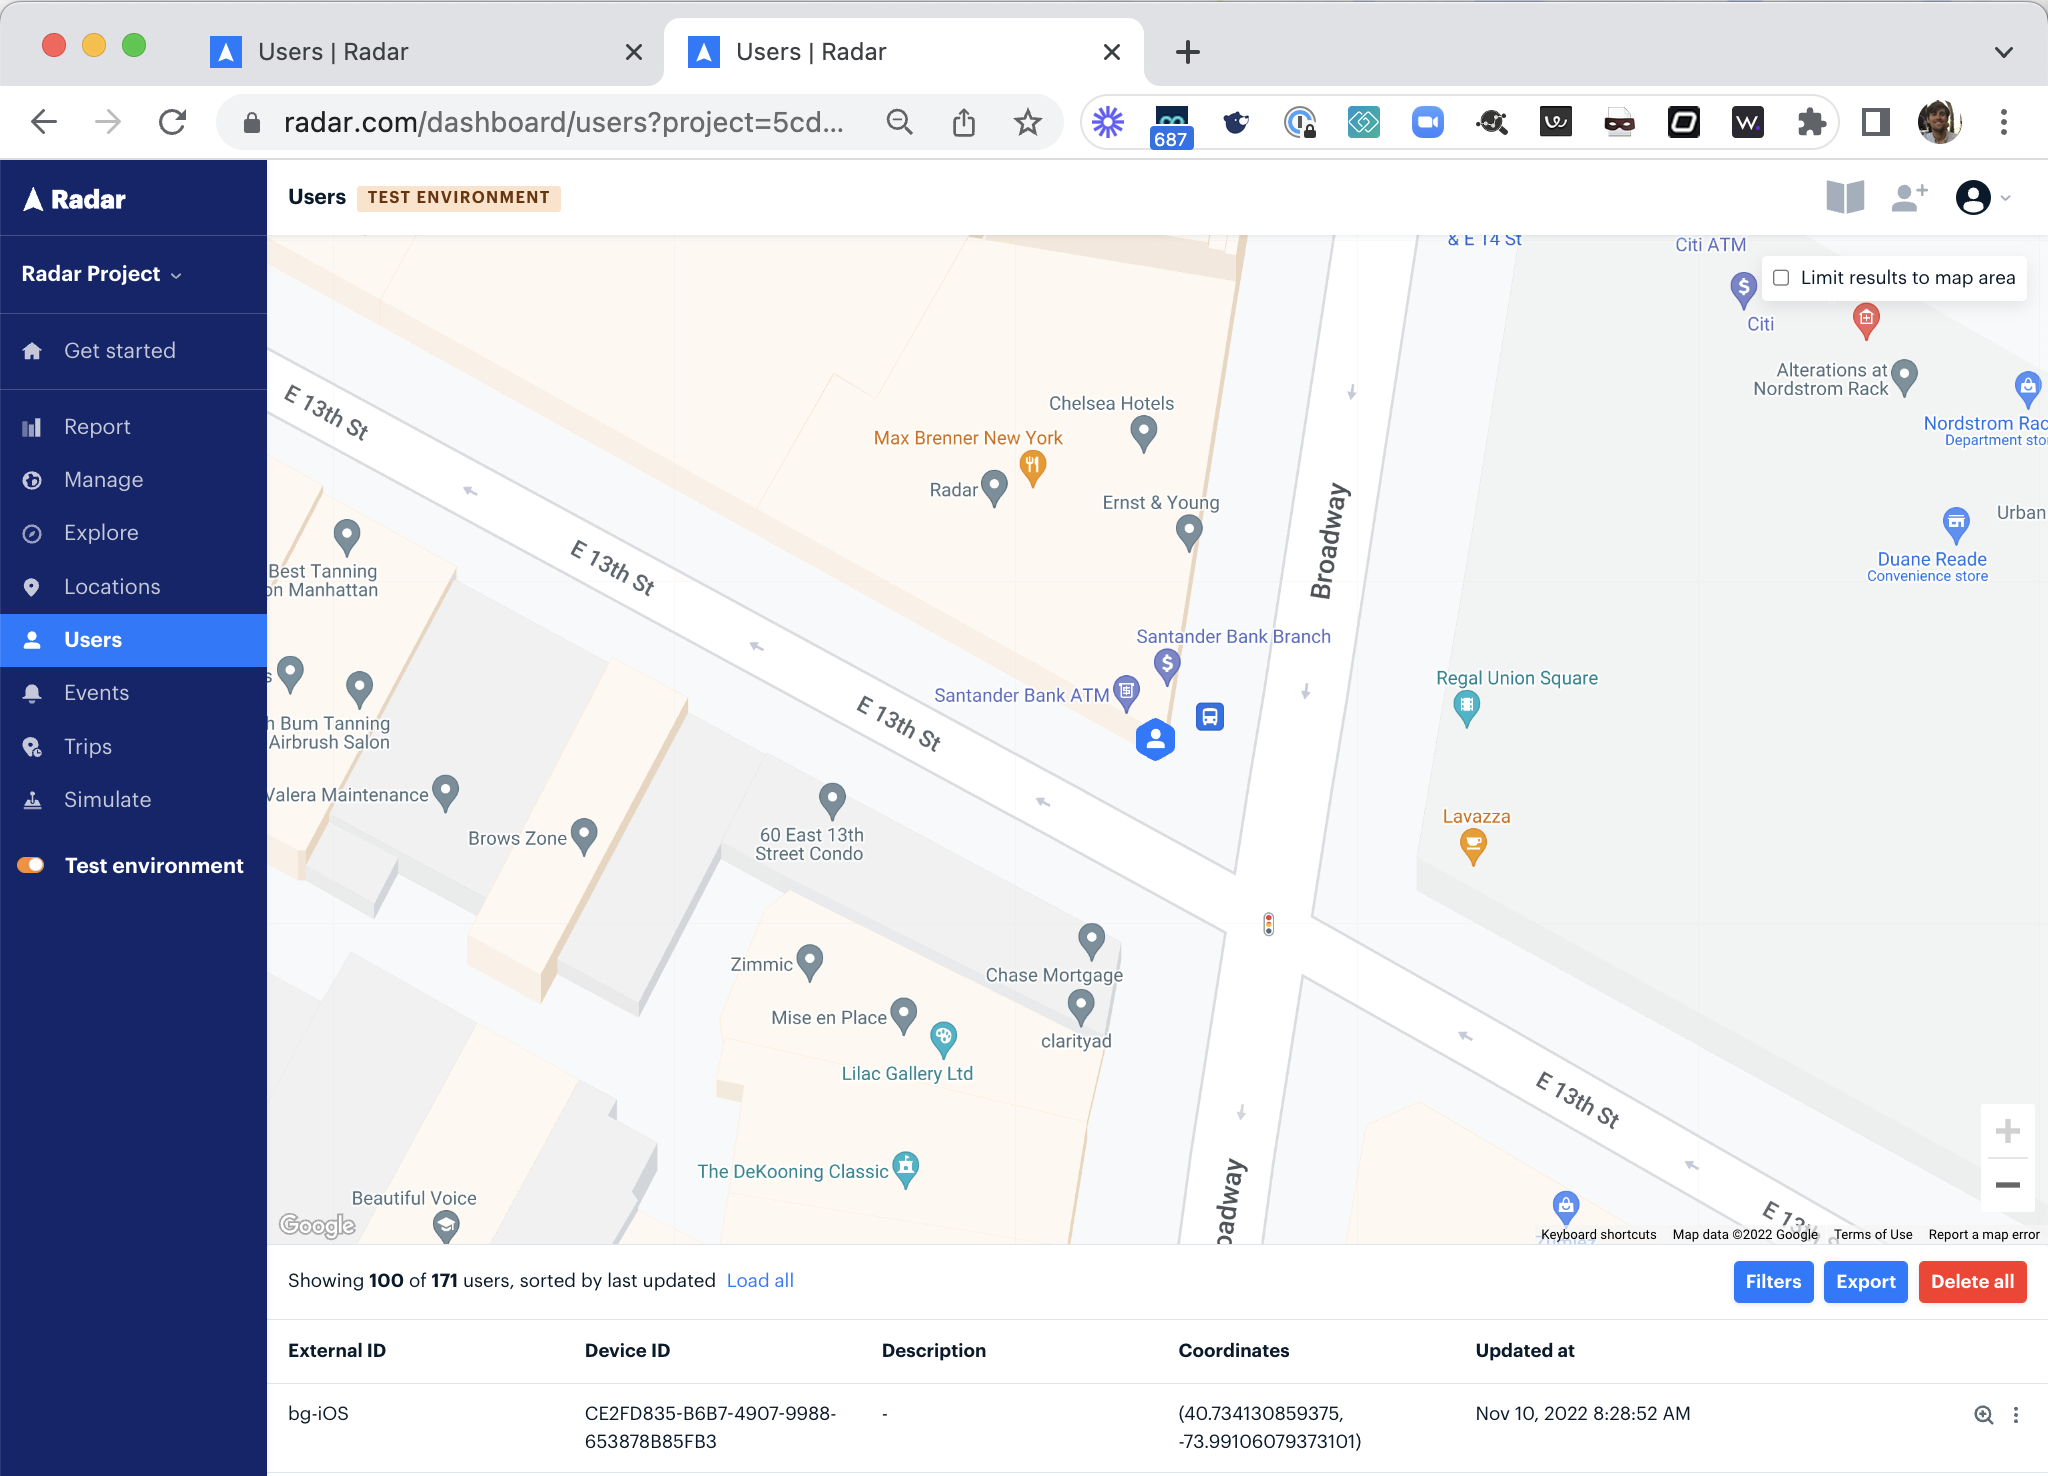 Users | Radar
Users | Radar
radar.com/dashboard/users?project=5cd...
687
Radar
Users
TEST ENVIRONMENT
Radar Project
Get started
Report
Manage
Explore
Locations
Users
Events
Trips
Simulate
Test environment
& E 14 St
Citi ATM
Limit results to map area
Citi
Alterations at
Nordstrom Rack
Nordstrom Rac
Department sto
Chelsea Hotels
Max Brenner New York
Radar
Ernst & Young
E 13th St
Broadway
Urban
Duane Reade
Convenience store
E 13th St
Best Tanning
on Manhattan
Santander Bank Branch
Santander Bank ATM
Regal Union Square
E 13th St
s
h Bum Tanning
Airbrush Salon
Valera Maintenance
Brows Zone
60 East 13th
Street Condo
Lavazza
Zimmic
Chase Mortgage
Mise en Place
clarityad
Lilac Gallery Ltd
E 13th St
The DeKooning Classic
Beautiful Voice
oadway
E 13th
Google
Keyboard shortcuts
Map data ©2022 Google
Terms of Use
Report a map error
Showing 100 of 171 users, sorted by last updated Load all
Filters
Export
Delete all
External ID
Device ID
Description
Coordinates
Updated at
bg-iOS
CE2FD835-B6B7-4907-9988-
653878B85FB3
-
(40.734130859375,
-73.99106079373101)
Nov 10, 2022 8:28:52 AM